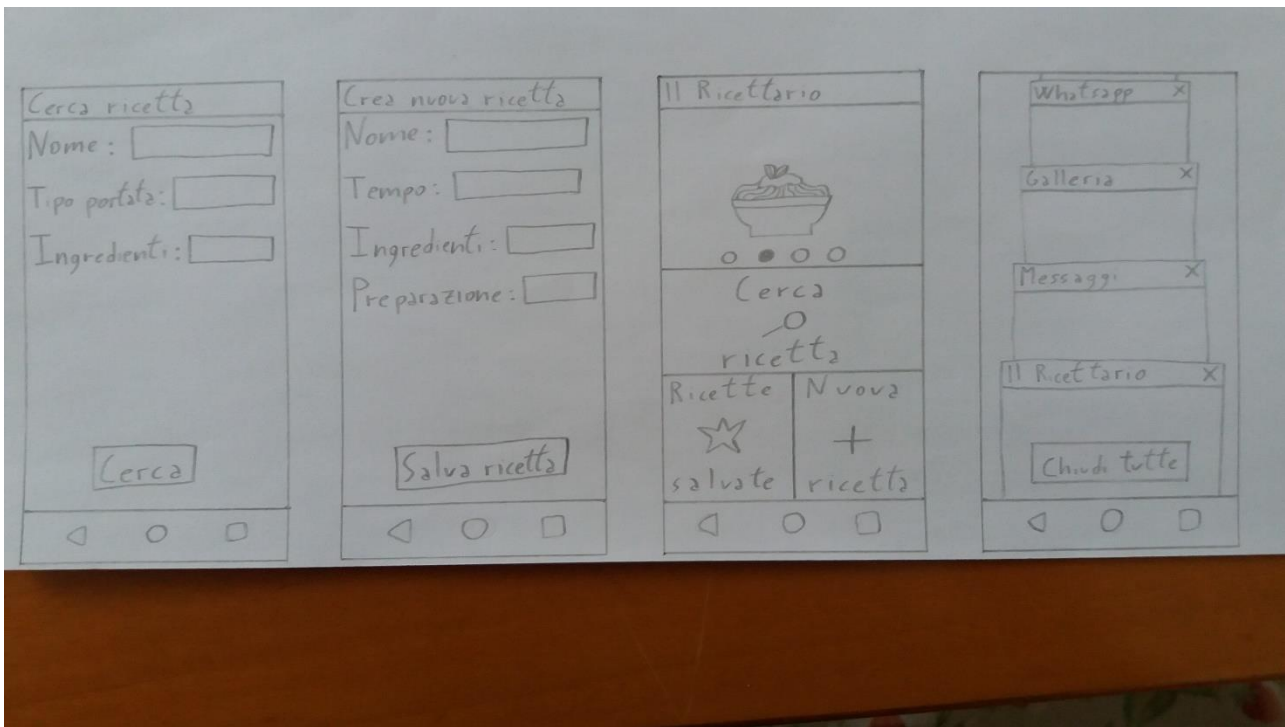 Cerca ricetta
Nome:
Tipo portata:
Ingredienti:
Cerca
Crea nuova ricetta
Nome:
Tempo:
Ingredienti:
Preparazione:
Salva ricetta
Il Ricettario
Cerca
ricetta
Ricette
salvate
Nuova
ricetta
Whatsapp X
Galleria X
Messaggi X
Il Ricettario X
Chiudi tutte